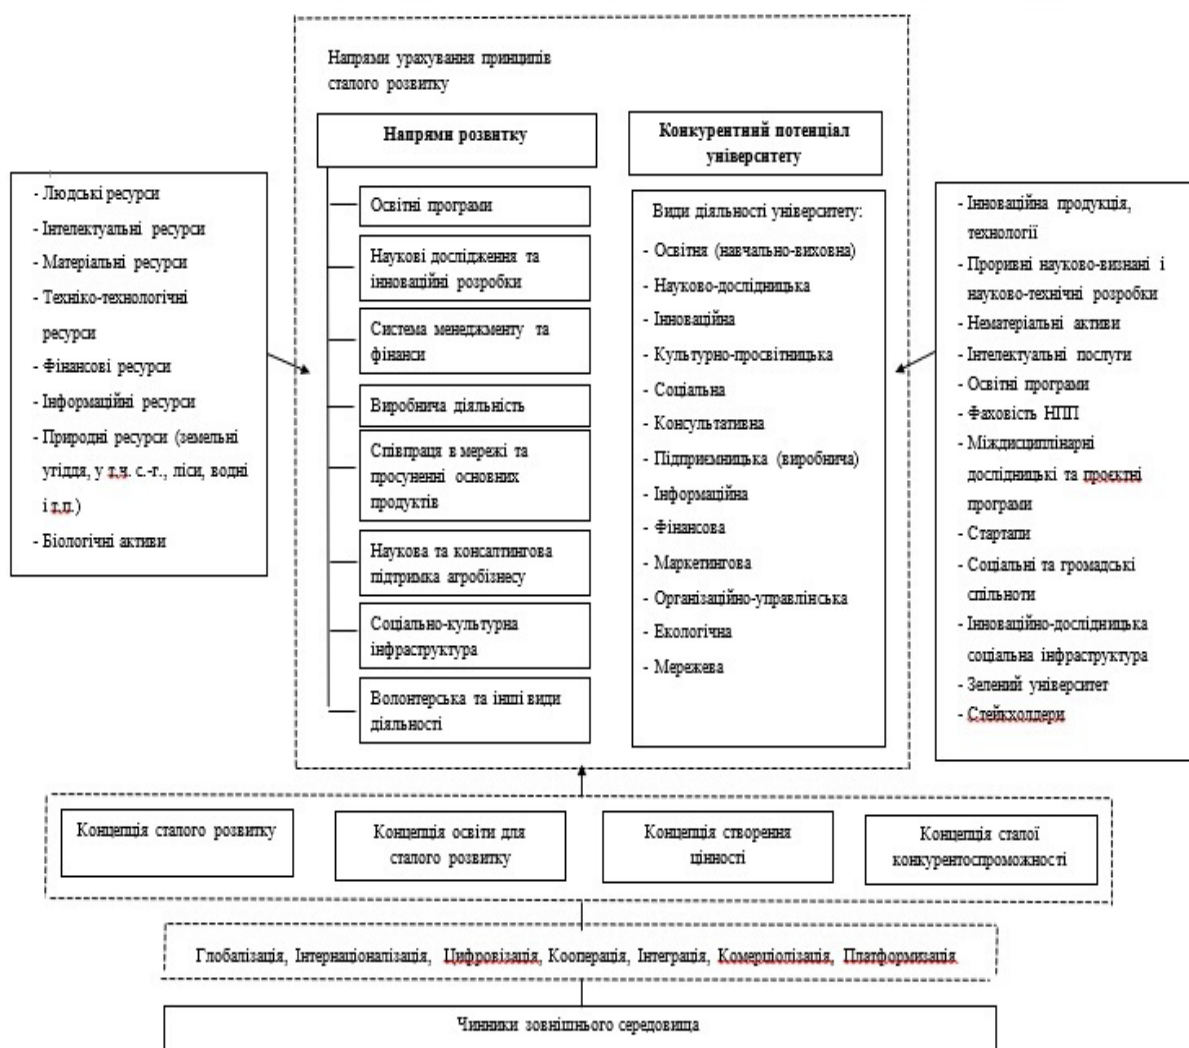 Напрями урахування принципів
сталого розвитку
Напрями розвитку
Конкурентний потенціал
університету
- Людські ресурси
- Інтелектуальні ресурси
- Матеріальні ресурси
- Техніко-технологічні
ресурси
- Фінансові ресурси
- Інформаційні ресурси
- Природні ресурси (земельні
угіддя, у т.ч. с.-г., ліси, водні
і т.п.)
- Біологічні активи
Освітні програми
Наукові дослідження та
інноваційні розробки
Система менеджменту та
фінанси
Виробнича діяльність
Співпраця в мережі та
просуненні основних
продуктів
Наукова та консалтингова
підтримка агробізнесу
Соціально-культурна
інфраструктура
Волонтерська та інші види
діяльності
Види діяльності університету:
- Освітня (навчально-виховна)
- Науково-дослідницька
- Інноваційна
- Культурно-просвітницька
- Соціальна
- Консультативна
- Підприємницька (виробнича)
- Інформаційна
- Фінансова
- Маркетингова
- Організаційно-управлінська
- Екологічна
- Мережева
- Інноваційна продукція,
технології
- Проривні науково-визнані і
науково-технічні розробки
- Нематеріальні активи
- Інтелектуальні послуги
- Освітні програми
- Фаховість НПП
- Міждисциплінарні
дослідницькі та проєктні
програми
- Стартапи
- Соціальні та громадські
спільноти
- Інноваційно-дослідницька
соціальна інфраструктура
- Зелений університет
- Стейкхолдери
Концепція сталого розвитку
Концепція освіти для
сталого розвитку
Концепція створення
цінності
Концепція сталої
конкурентоспроможності
Глобалізація, Інтернаціоналізація, Цифровізація, Кооперація, Інтеграція, Комерціолізація, Платформизація
Чинники зовнішнього середовища